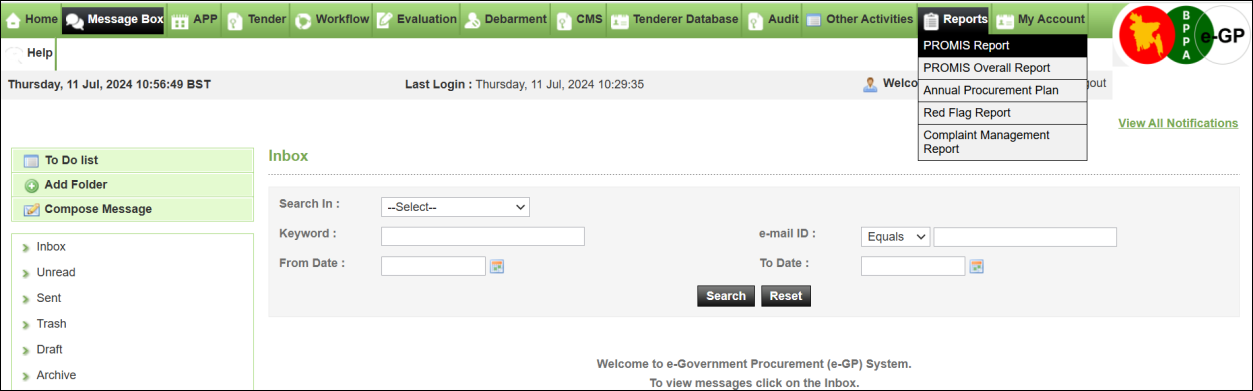 Home Message Box APP Tender Workflow Evaluation Debarment CMS Tenderer Database Audit Other Activities Reports My Account
Help
BPPA e-GP
PROMIS Report
PROMIS Overall Report
Annual Procurement Plan
Red Flag Report
Complaint Management
Report
Thursday, 11 Jul, 2024 10:56:49 BST Last Login : Thursday, 11 Jul, 2024 10:29:35
View All Notifications
To Do list
Add Folder
Compose Message
Inbox
Unread
Sent
Trash
Draft
Archive
Inbox
Search In : --Select--
Keyword : e-mail ID : Equals
From Date : To Date :
Search Reset
Welcome to e-Government Procurement (e-GP) System.
To view messages click on the Inbox.